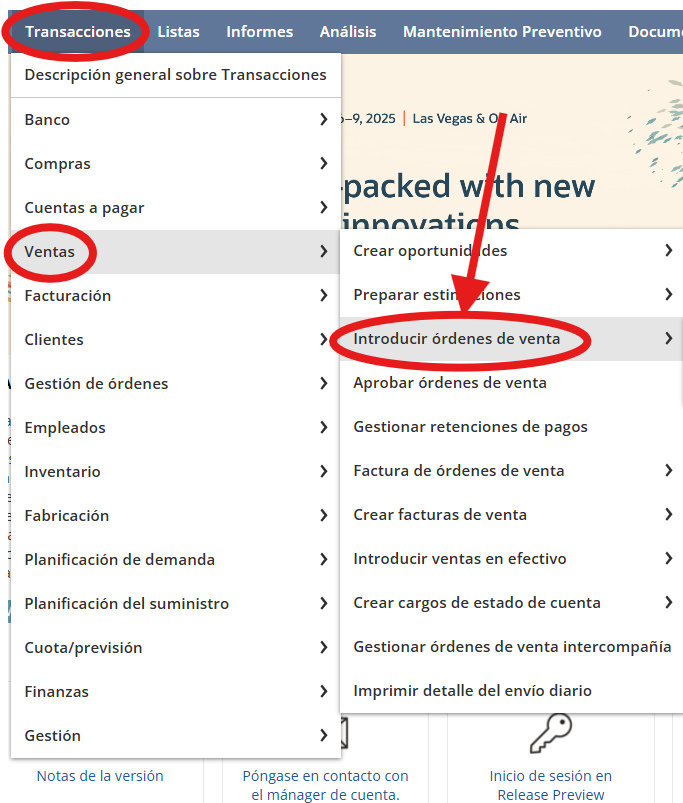 Transacciones Listas Informes Análisis Mantenimiento Preventivo
Descripción general sobre Transacciones
Banco
6–9, 2025 | Las Vegas & On Air
Compras
-packed with new
Cuentas a pagar
innovations
Ventas
Crear oportunidades
Facturación
Preparar estimaciones
Clientes
Introducir órdenes de venta
Gestión de órdenes
Aprobar órdenes de venta
Empleados
Gestionar retenciones de pagos
Inventario
Factura de órdenes de venta
Fabricación
Crear facturas de venta
Planificación de demanda
Introducir ventas en efectivo
Planificación del suministro
Crear cargos de estado de cuenta
Cuota/previsión
Gestionar órdenes de venta intercompañía
Finanzas
Imprimir detalle del envío diario
Gestión
Notas de la versión
Póngase en contacto con
el mánager de cuenta.
Inicio de sesión en
Release Preview